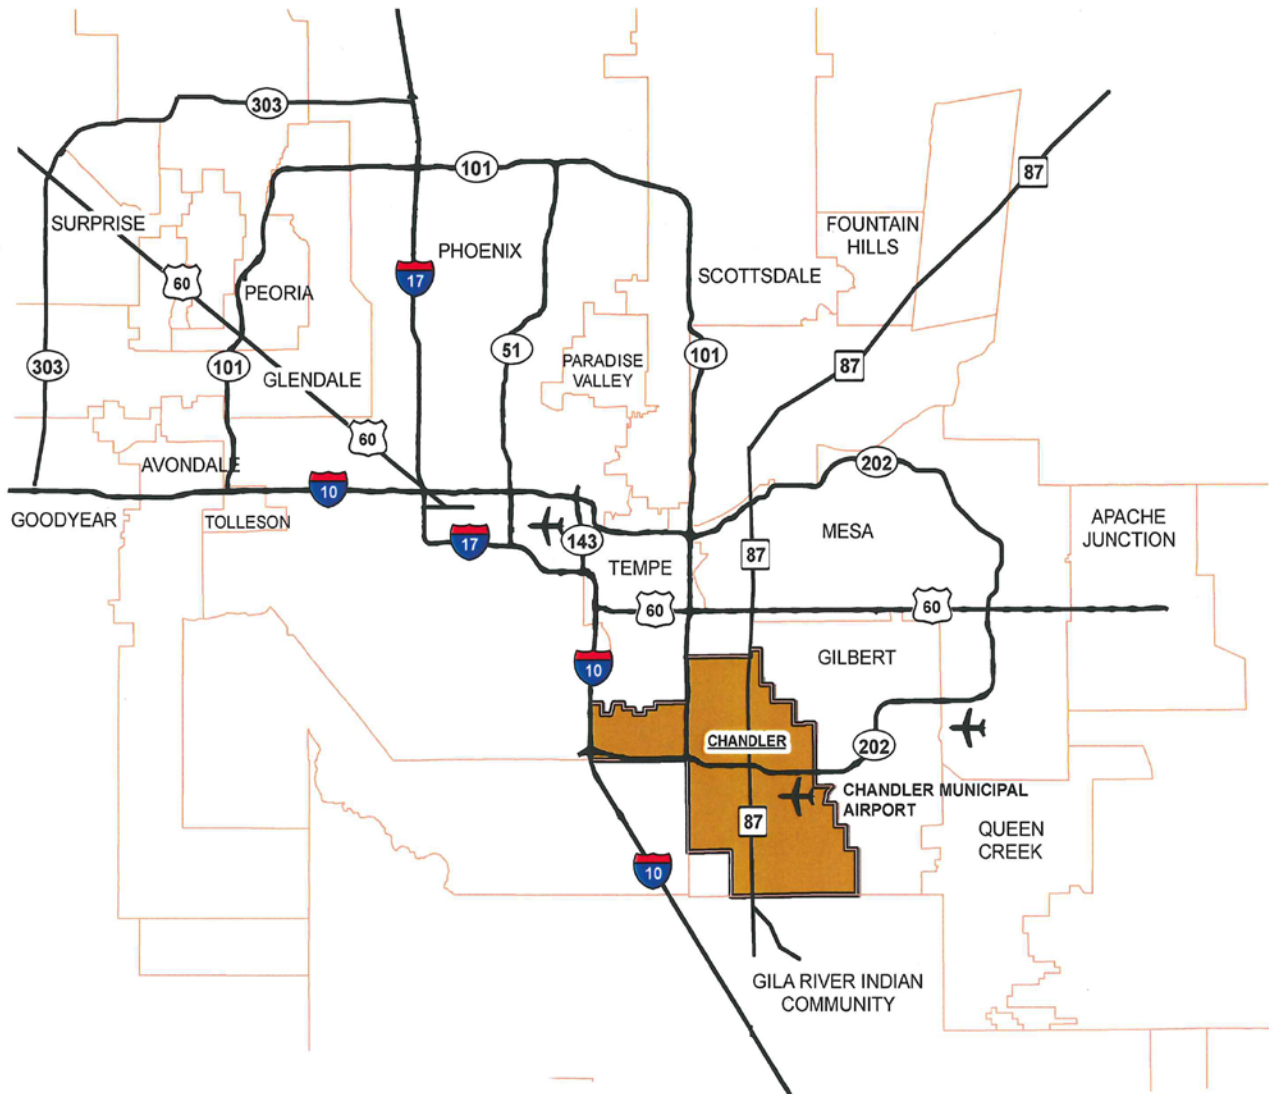 303
101
87
SURPRISE
FOUNTAIN
HILLS
PHOENIX
SCOTTSDALE
60
17
PEORIA
51
PARADISE
VALLEY
101
87
303
101
GLENDALE
60
AVONDALE
202
10
GOODYEAR
TOLLESON
APACHE
JUNCTION
MESA
17
143
87
TEMPE
60
60
GILBERT
10
CHANDLER
202
CHANDLER MUNICIPAL
AIRPORT
87
QUEEN
CREEK
10
GILA RIVER INDIAN
COMMUNITY